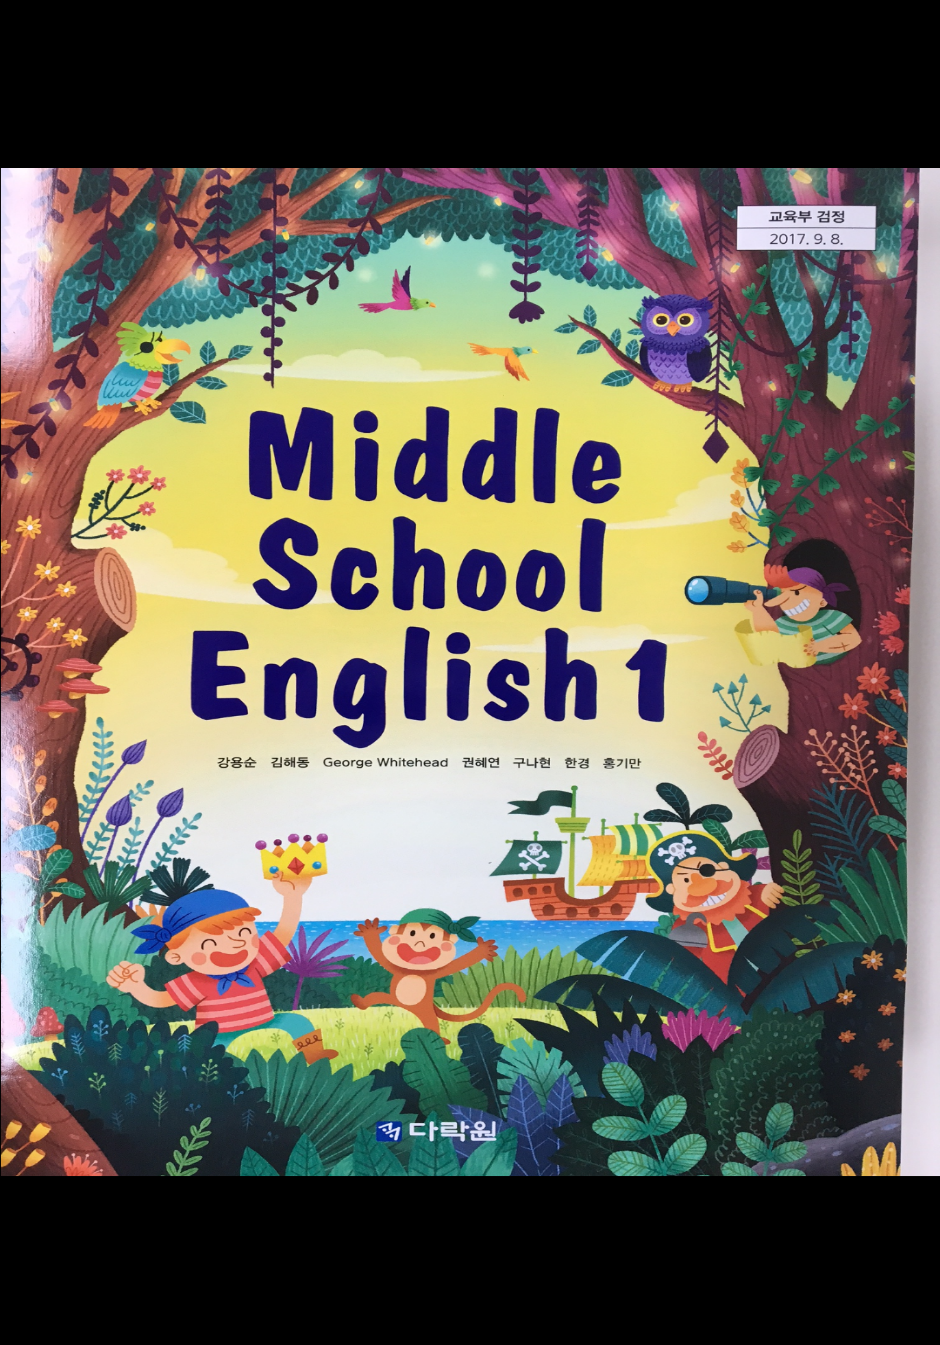 교육부 검정
2017. 9. 8.
Middle
School
English 1
강용순 김해동 George Whitehead 권혜연 구나현 한경 홍기만
다락원